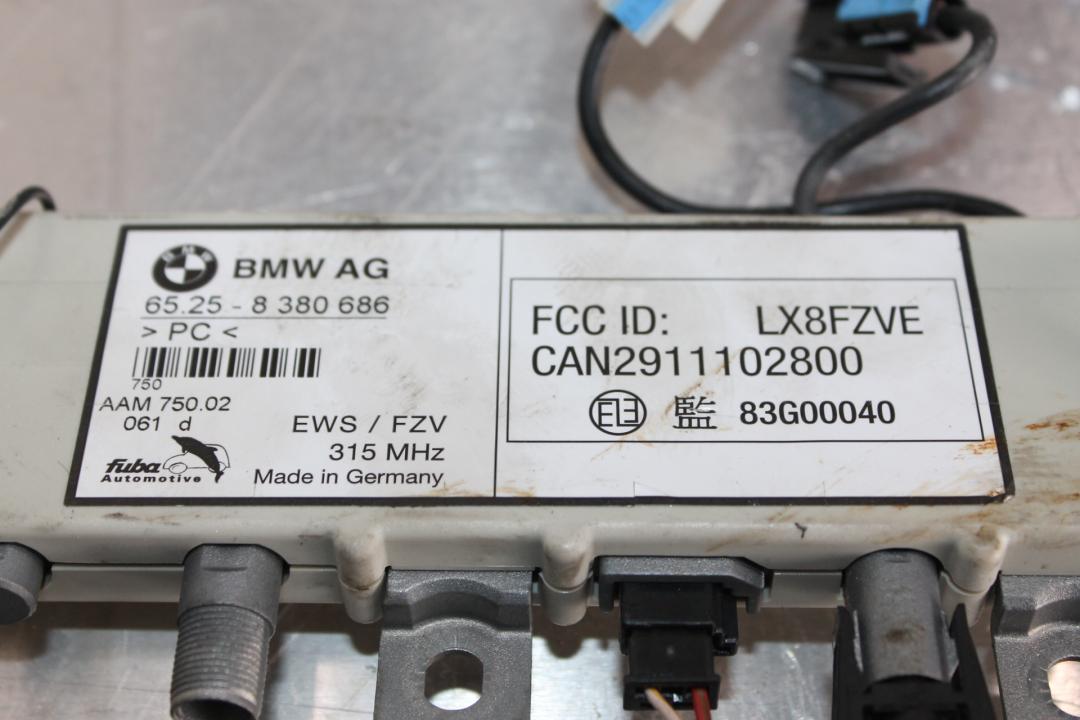 BMW
BMW AG
65.25 - 8 380 686
> PC <
750
AAM 750.02
061 d
fuba
Automotive
EWS / FZV
315 MHz
Made in Germany
FCC ID: LX8FZVE
CAN2911102800
監 83G00040